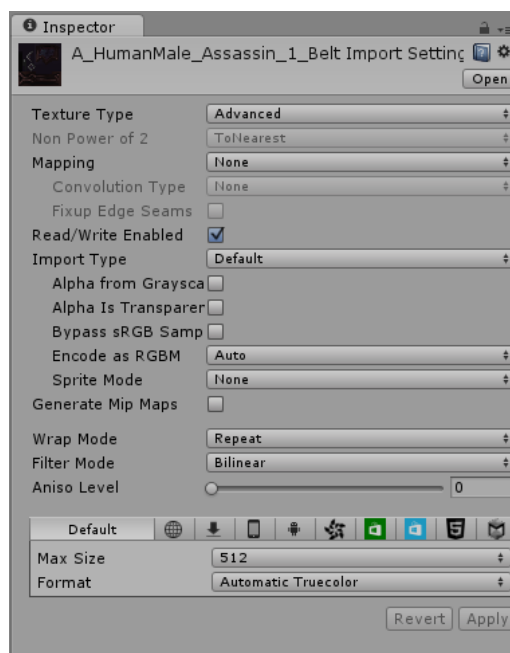 Inspector
A_HumanMale_Assassin_1_Belt Import Setting
Open
Texture Type Advanced
Non Power of 2 ToNearest
Mapping None
Convolution Type None
Fixup Edge Seams
Read/Write Enabled
Import Type Default
Alpha from Graysca
Alpha Is Transparer
Bypass sRGB Samp
Encode as RGBM Auto
Sprite Mode None
Generate Mip Maps
Wrap Mode Repeat
Filter Mode Bilinear
Aniso Level 0
Default
Max Size 512
Format Automatic Truecolor
Revert Apply